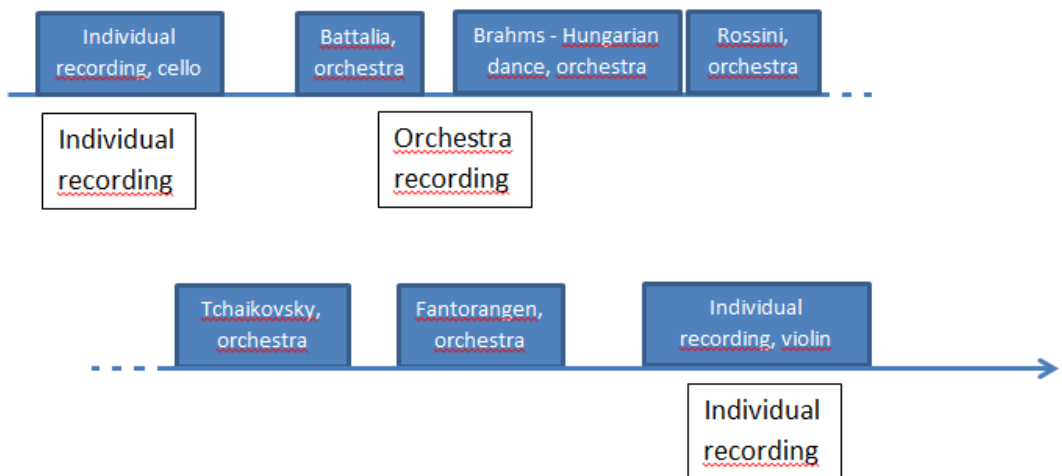 Individual
recording, cello
Battalia,
orchestra
Brahms - Hungarian
dance, orchestra
Rossini,
orchestra
Individual
recording
Orchestra
recording
Tchaikovsky,
orchestra
Fantorangen,
orchestra
Individual
recording, violin
Individual
recording